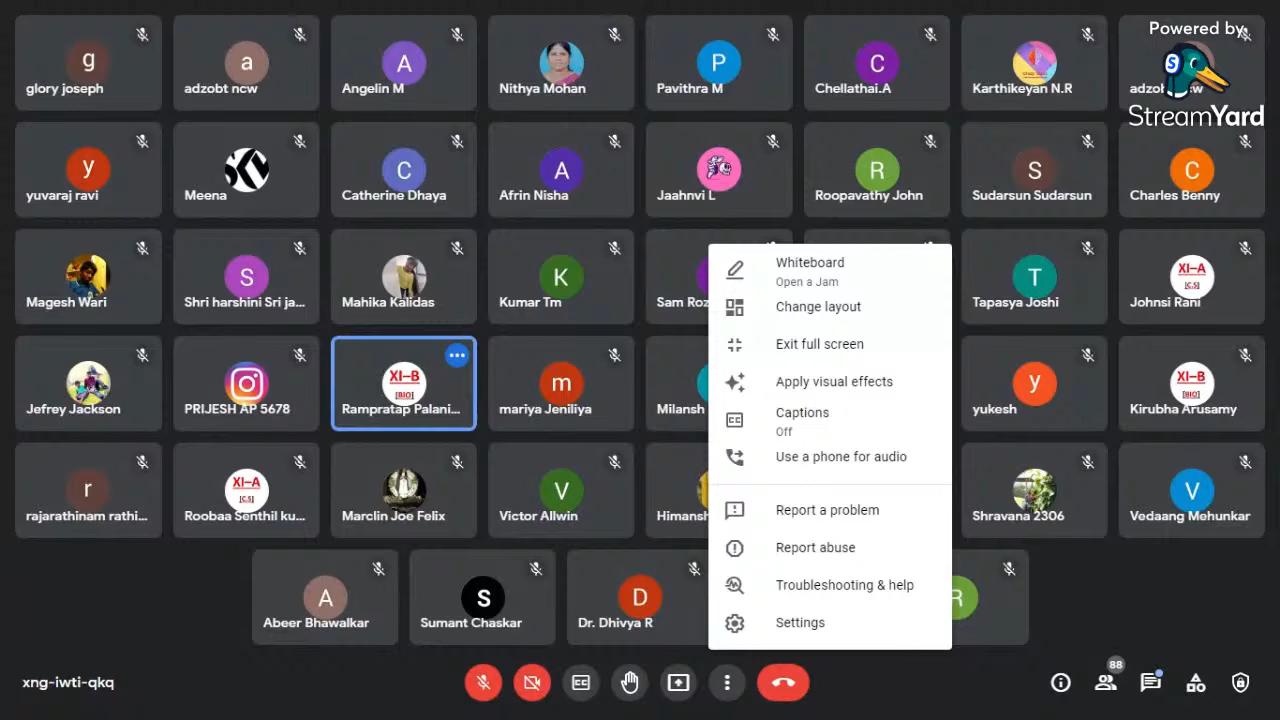 Powered by
StreamYard
g
glory joseph
a
adzobt ncw
A
Angelin M
Nithya Mohan
P
Pavithra M
C
Chellathai.A
Karthikeyan N.R
y
yuvaraj ravi
Meena
C
Catherine Dhaya
A
Afrin Nisha
Jaahnvi L
R
Roopavathy John
S
Sudarsun Sudarsun
C
Charles Benny
Magesh Wari
S
Shri harshini Sri ja...
Mahika Kalidas
K
Kumar Tm
Sam Roz
T
Tapasya Joshi
XI-A
[C.S]
Johnsi Rani
Jefrey Jackson
PRIJESH AP 5678
XI-B
[BIO]
Rampratap Palani...
m
mariya Jeniliya
Milansh
y
yukesh
XI-B
[BIO]
Kirubha Arusamy
r
rajarathinam rathi...
XI-A
[C.S]
Roobaa Senthil ku...
Marclin Joe Felix
V
Victor Allwin
Himansh
Shravana 2306
V
Vedaang Mehunkar
A
Abeer Bhawalkar
S
Sumant Chaskar
D
Dr. Dhivya R
R
Whiteboard
Open a Jam
Change layout
Exit full screen
Apply visual effects
CC
Captions
Off
Use a phone for audio
Report a problem
Report abuse
Troubleshooting & help
Settings
xng-iwti-qkq
CC
88